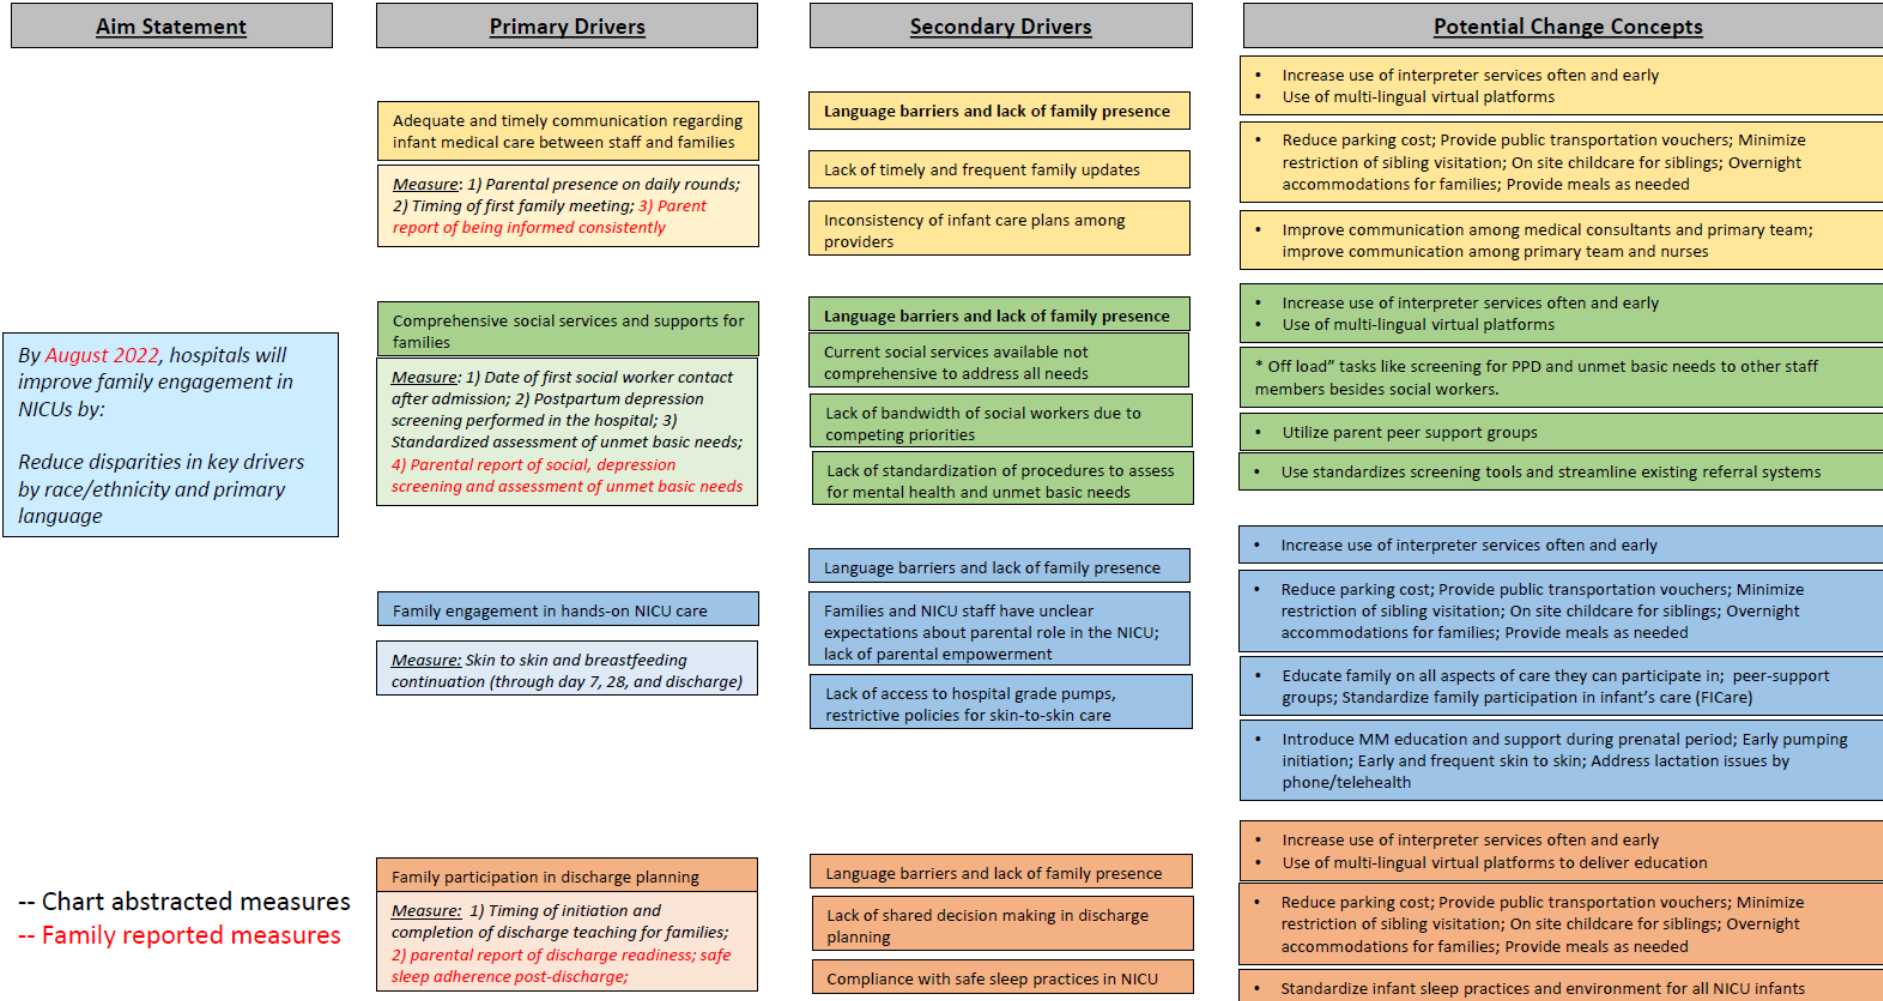 Aim Statement
Primary Drivers
Secondary Drivers
Potential Change Concepts
By August 2022, hospitals will
improve family engagement in
NICUs by:
Reduce disparities in key drivers
by race/ethnicity and primary
language
-- Chart abstracted measures
-- Family reported measures
Adequate and timely communication regarding
infant medical care between staff and families
Measure: 1) Parental presence on daily rounds;
2) Timing of first family meeting; 3) Parent
report of being informed consistently
Language barriers and lack of family presence
Lack of timely and frequent family updates
Inconsistency of infant care plans among
providers
• Increase use of interpreter services often and early
• Use of multi-lingual virtual platforms
• Reduce parking cost; Provide public transportation vouchers; Minimize
restriction of sibling visitation; On site childcare for siblings; Overnight
accommodations for families; Provide meals as needed
• Improve communication among medical consultants and primary team;
improve communication among primary team and nurses
Comprehensive social services and supports for
families
Measure: 1) Date of first social worker contact
after admission; 2) Postpartum depression
screening performed in the hospital; 3)
Standardized assessment of unmet basic needs;
4) Parental report of social, depression
screening and assessment of unmet basic needs
Language barriers and lack of family presence
Current social services available not
comprehensive to address all needs
Lack of bandwidth of social workers due to
competing priorities
Lack of standardization of procedures to assess
for mental health and unmet basic needs
• Increase use of interpreter services often and early
• Use of multi-lingual virtual platforms
* Off load” tasks like screening for PPD and unmet basic needs to other staff
members besides social workers.
• Utilize parent peer support groups
• Use standardizes screening tools and streamline existing referral systems
Family engagement in hands-on NICU care
Measure: Skin to skin and breastfeeding
continuation (through day 7, 28, and discharge)
Language barriers and lack of family presence
Families and NICU staff have unclear
expectations about parental role in the NICU;
lack of parental empowerment
Lack of access to hospital grade pumps,
restrictive policies for skin-to-skin care
• Increase use of interpreter services often and early
• Reduce parking cost; Provide public transportation vouchers; Minimize
restriction of sibling visitation; On site childcare for siblings; Overnight
accommodations for families; Provide meals as needed
• Educate family on all aspects of care they can participate in; peer-support
groups; Standardize family participation in infant’s care (FICare)
• Introduce MM education and support during prenatal period; Early pumping
initiation; Early and frequent skin to skin; Address lactation issues by
phone/telehealth
Family participation in discharge planning
Measure: 1) Timing of initiation and
completion of discharge teaching for families;
2) parental report of discharge readiness; safe
sleep adherence post-discharge;
Language barriers and lack of family presence
Lack of shared decision making in discharge
planning
Compliance with safe sleep practices in NICU
• Increase use of interpreter services often and early
• Use of multi-lingual virtual platforms to deliver education
• Reduce parking cost; Provide public transportation vouchers; Minimize
restriction of sibling visitation; On site childcare for siblings; Overnight
accommodations for families; Provide meals as needed
• Standardize infant sleep practices and environment for all NICU infants